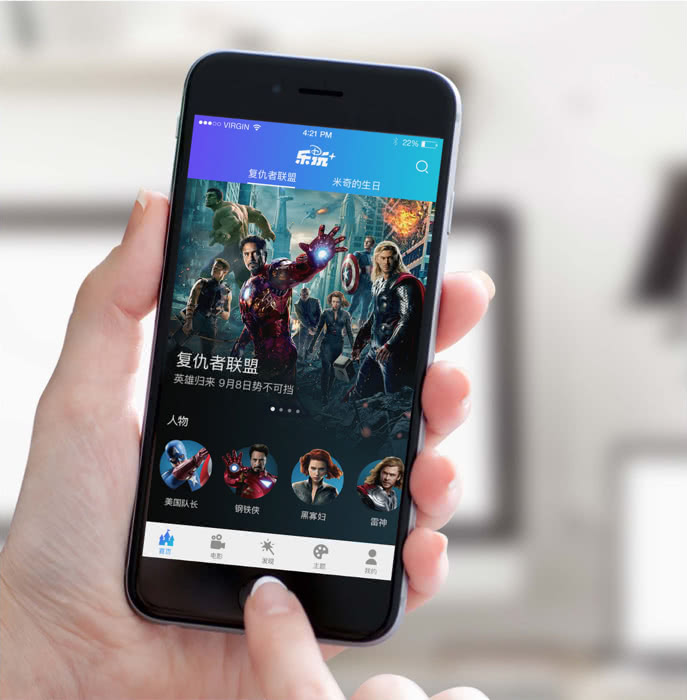 VIRGIN
4:21 PM
22%
乐玩+
复仇者联盟
米奇的生日
复仇者联盟
英雄归来 9月8日势不可挡
人物
美国队长
钢铁侠
黑寡妇
雷神
首页
电影
发现
主题
我的